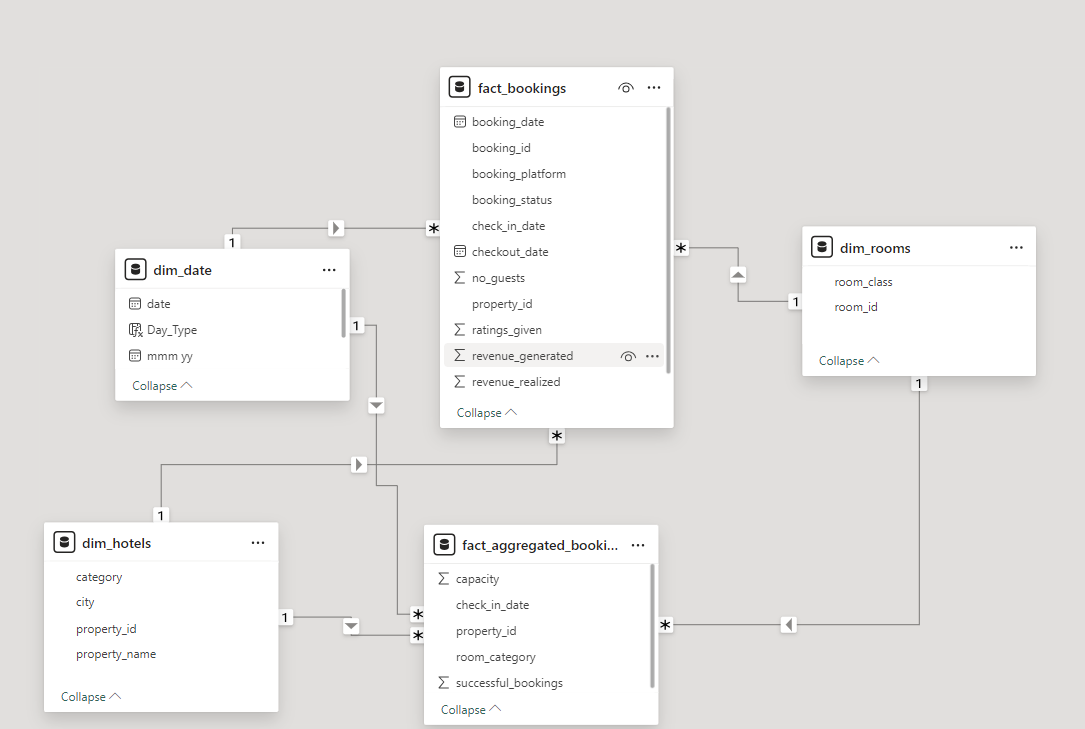 fact_bookings
booking_date
booking_id
booking_platform
booking_status
check_in_date
checkout_date
no_guests
property_id
ratings_given
revenue_generated
revenue_realized
Collapse
1
*
dim_date
date
Day_Type
mmm yy
Collapse
1
*
dim_rooms
room_class
room_id
Collapse
1
1
*
1
dim_hotels
category
city
property_id
property_name
Collapse
1
*
*
fact_aggregated_booki...
capacity
check_in_date
property_id
room_category
successful_bookings
Collapse
*